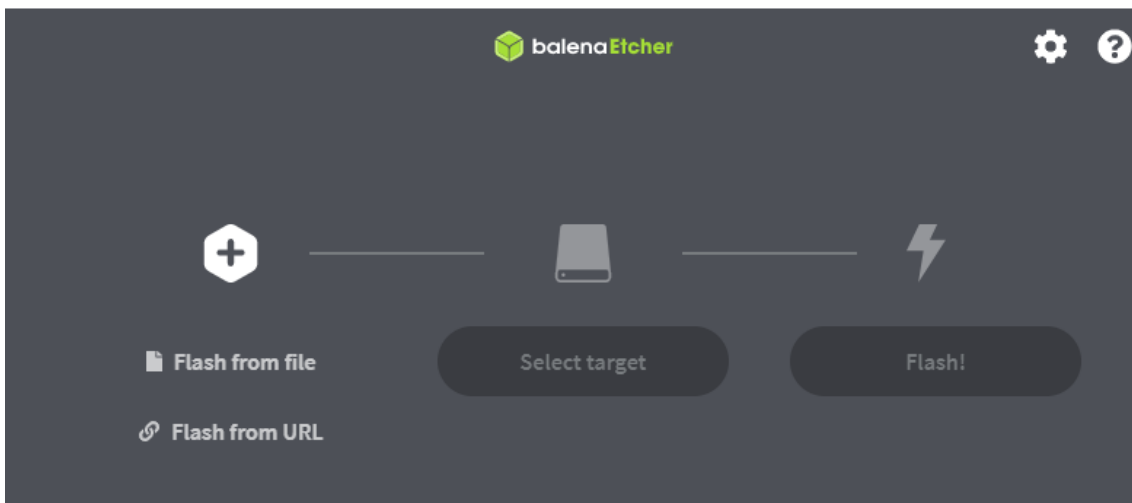 balenaEtcher
Flash from file
Select target
Flash!
Flash from URL